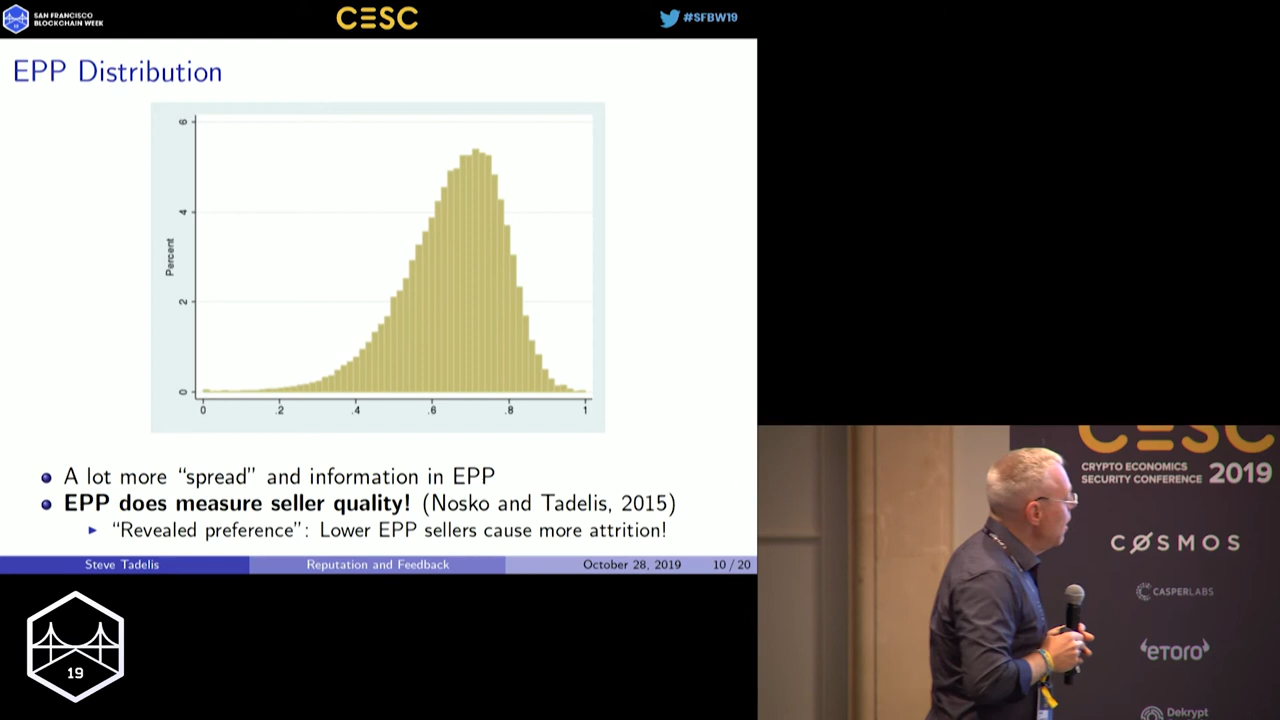 SAN FRANCISCO
BLOCKCHAIN WEEK
CESC
#SFBW19
EPP Distribution
Percent
6
4
2
0
0 .2 .4 .6 .8 1
A lot more “spread” and information in EPP
EPP does measure seller quality! (Nosko and Tadelis, 2015)
“Revealed preference”: Lower EPP sellers cause more attrition!
Steve Tadelis Reputation and Feedback October 28, 2019 10 / 20
19
CESC
CRYPTO ECONOMICS
SECURITY CONFERENCE 2019
COSMOS
CASPERLABS
eTORO
Dekrypt